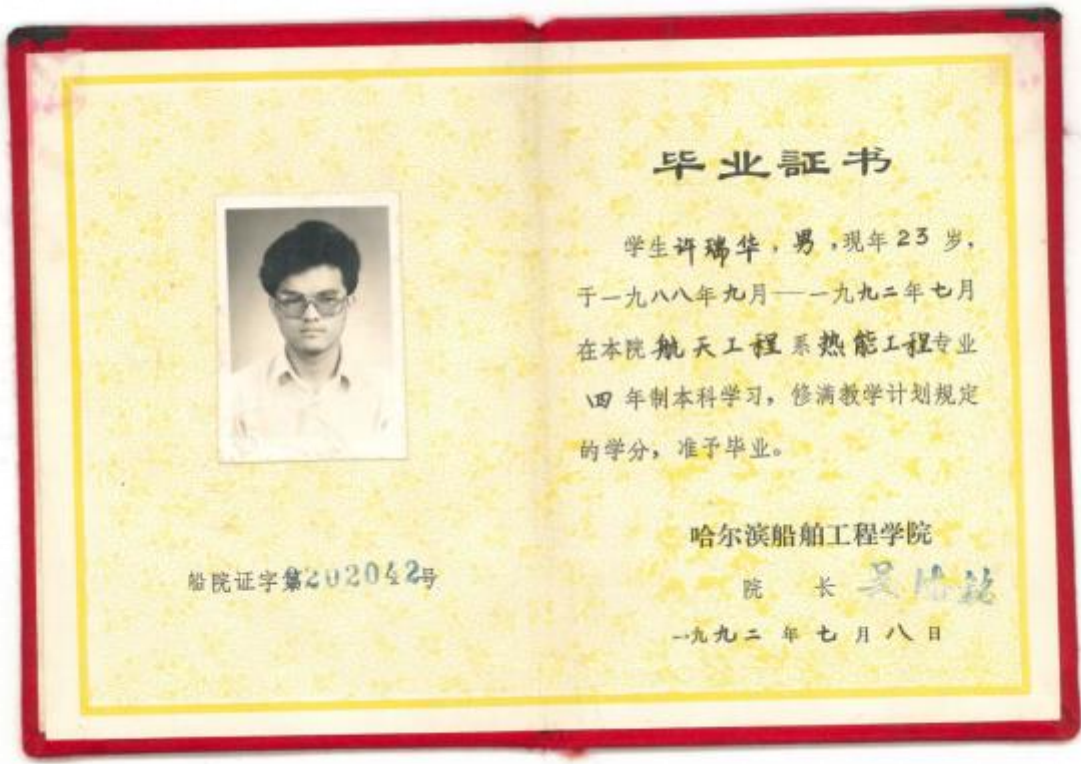 毕业証书
学生许瑞华，男，现年23岁，
于一九八八年九月——一九九二年七月
在本院航天工程系热能工程专业
四年制本科学习，修满教学计划规定
的学分，准予毕业。
哈尔滨船舶工程学院
院 长
一九九二年七月八日
船院证字第9202042号